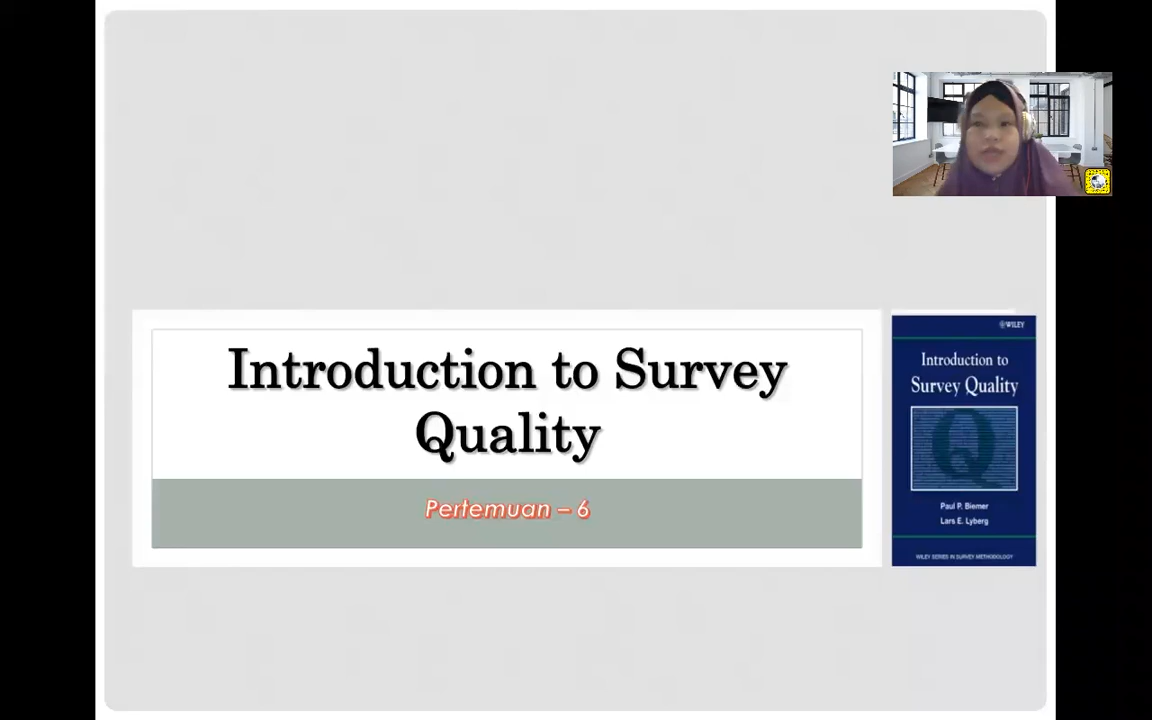 Introduction to Survey
Quality
Pertemuan – 6
WILEY
Introduction to
Survey Quality
Q
Paul P. Biemer
Lars E. Lyberg
WILEY SERIES IN SURVEY METHODOLOGY